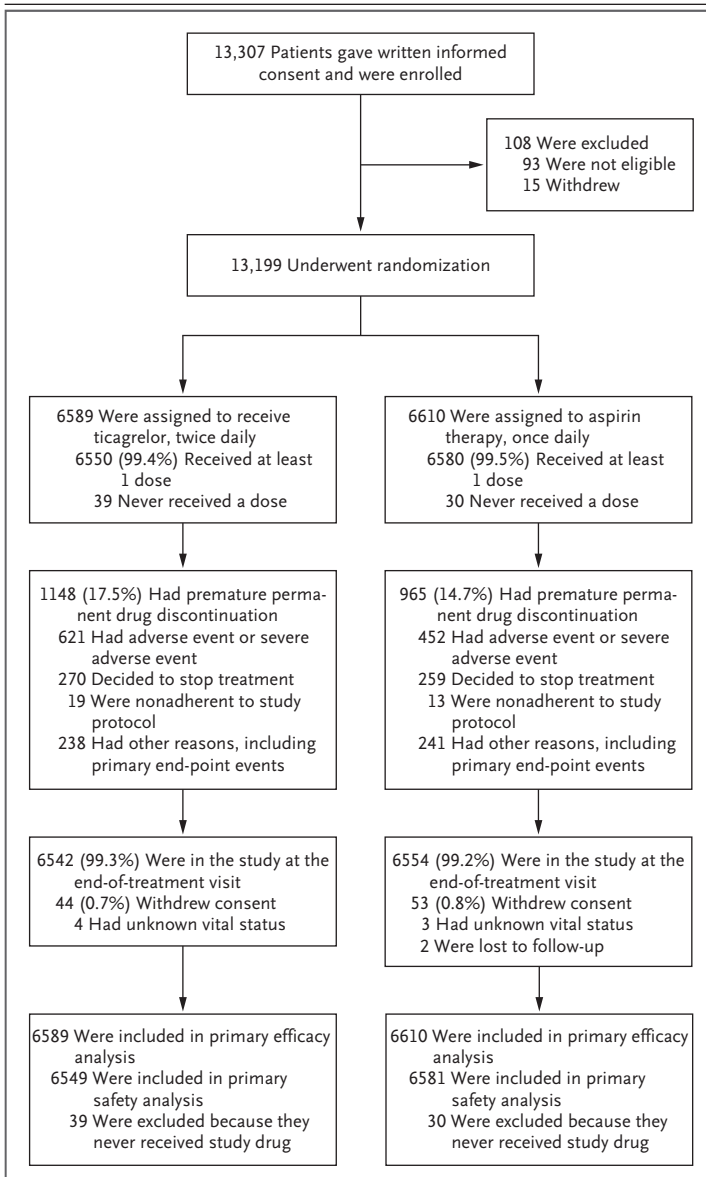 13,307 Patients gave written informed
consent and were enrolled
108 Were excluded
93 Were not eligible
15 Withdrew
13,199 Underwent randomization
6589 Were assigned to receive
ticagrelor, twice daily
6550 (99.4%) Received at least
1 dose
39 Never received a dose
6610 Were assigned to aspirin
therapy, once daily
6580 (99.5%) Received at least
1 dose
30 Never received a dose
1148 (17.5%) Had premature perma-
nent drug discontinuation
621 Had adverse event or severe
adverse event
270 Decided to stop treatment
19 Were nonadherent to study
protocol
238 Had other reasons, including
primary end-point events
965 (14.7%) Had premature perma-
nent drug discontinuation
452 Had adverse event or severe
adverse event
259 Decided to stop treatment
13 Were nonadherent to study
protocol
241 Had other reasons, including
primary end-point events
6542 (99.3%) Were in the study at the
end-of-treatment visit
44 (0.7%) Withdrew consent
4 Had unknown vital status
6554 (99.2%) Were in the study at the
end-of-treatment visit
53 (0.8%) Withdrew consent
3 Had unknown vital status
2 Were lost to follow-up
6589 Were included in primary efficacy
analysis
6549 Were included in primary
safety analysis
39 Were excluded because they
never received study drug
6610 Were included in primary efficacy
analysis
6581 Were included in primary
safety analysis
30 Were excluded because they
never received study drug